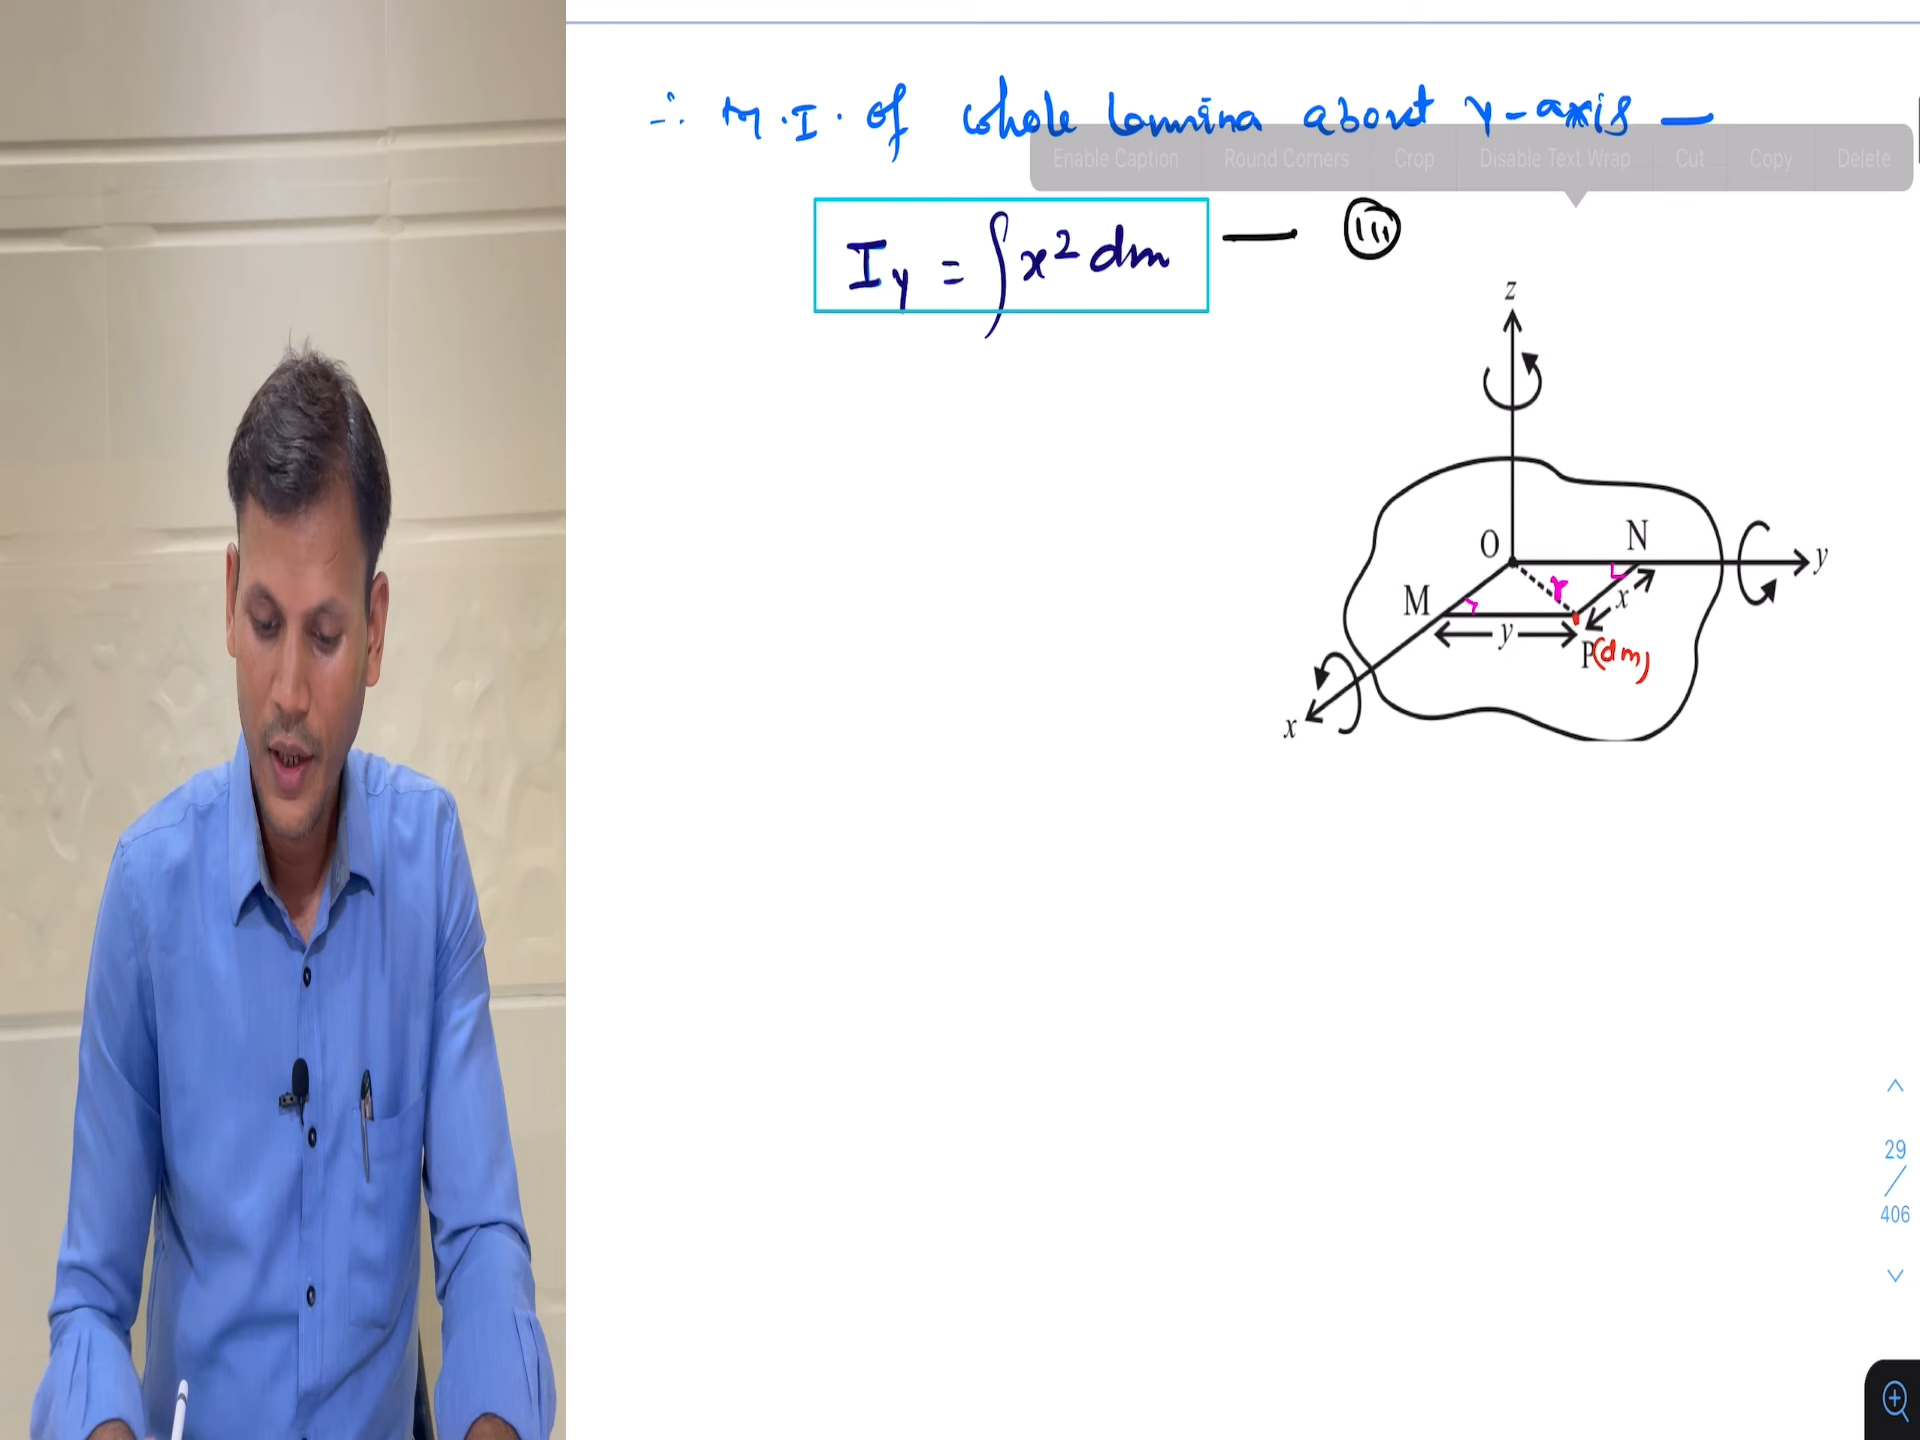 ∴ M.I. of whole lamina about Y-axis —
Enable Caption Round Corners Crop Disable Text Wrap Cut Copy Delete
I_y = ∫ x² dm — (III)
z
O N y
M r x
y
P(dm)
x
29
/
406